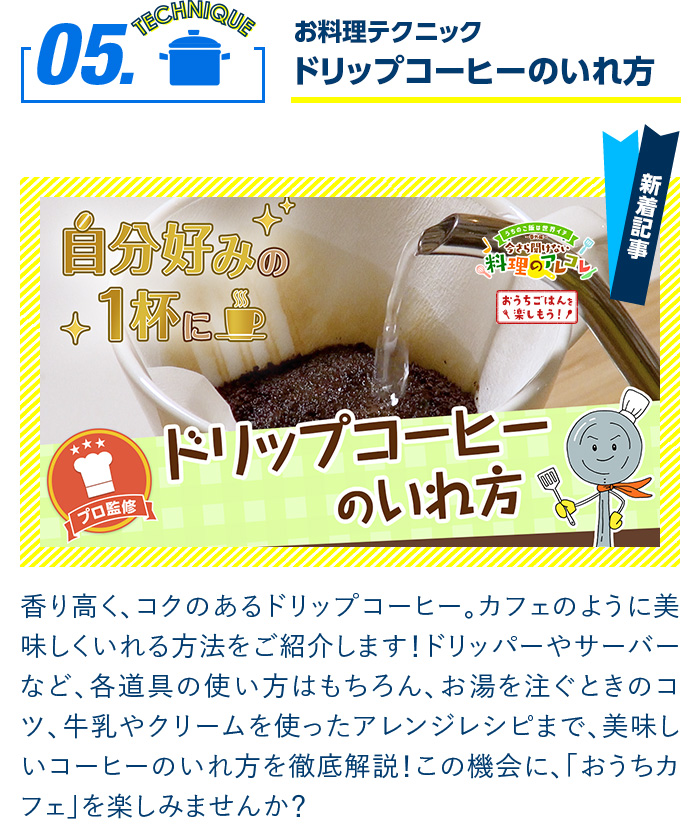 05.
TECHNIQUE
お料理テクニック
ドリップコーヒーのいれ方
新着記事
自分好みの
1杯に
うちのご飯は世界イチ
今さら聞けない
料理のアレコレ
おうちごはんを
楽しもう!
ドリップコーヒー
のいれ方
プロ監修
香り高く、コクのあるドリップコーヒー。カフェのように美
味しくいれる方法をご紹介します!ドリッパーやサーバー
など、各道具の使い方はもちろん、お湯を注ぐときのコ
ツ、牛乳やクリームを使ったアレンジレシピまで、美味し
いコーヒーのいれ方を徹底解説!この機会に、「おうちカ
フェ」を楽しみませんか?